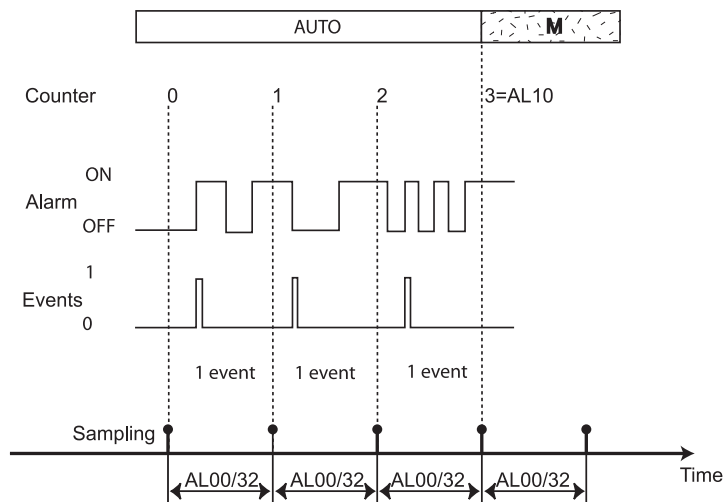 AUTO M
Counter 0 1 2 3=AL10
ON
Alarm
OFF
1
Events
0
1 event 1 event 1 event
Sampling
Time
AL00/32 AL00/32 AL00/32 AL00/32